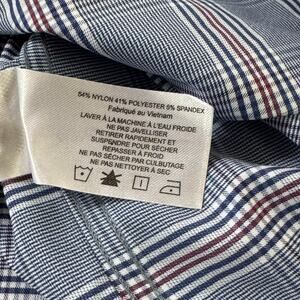 54% NYLON 41% POLYESTER 5% SPANDEX
Fabriqué au Vietnam
LAVER À LA MACHINE À L'EAU FROIDE
NE PAS JAVELLISER
RETIRER RAPIDEMENT ET
SUSPENDRE POUR SÉCHER
REPASSER À FROID
NE PAS SÉCHER PAR CULBUTAGE
NE PAS NETTOYER À SEC